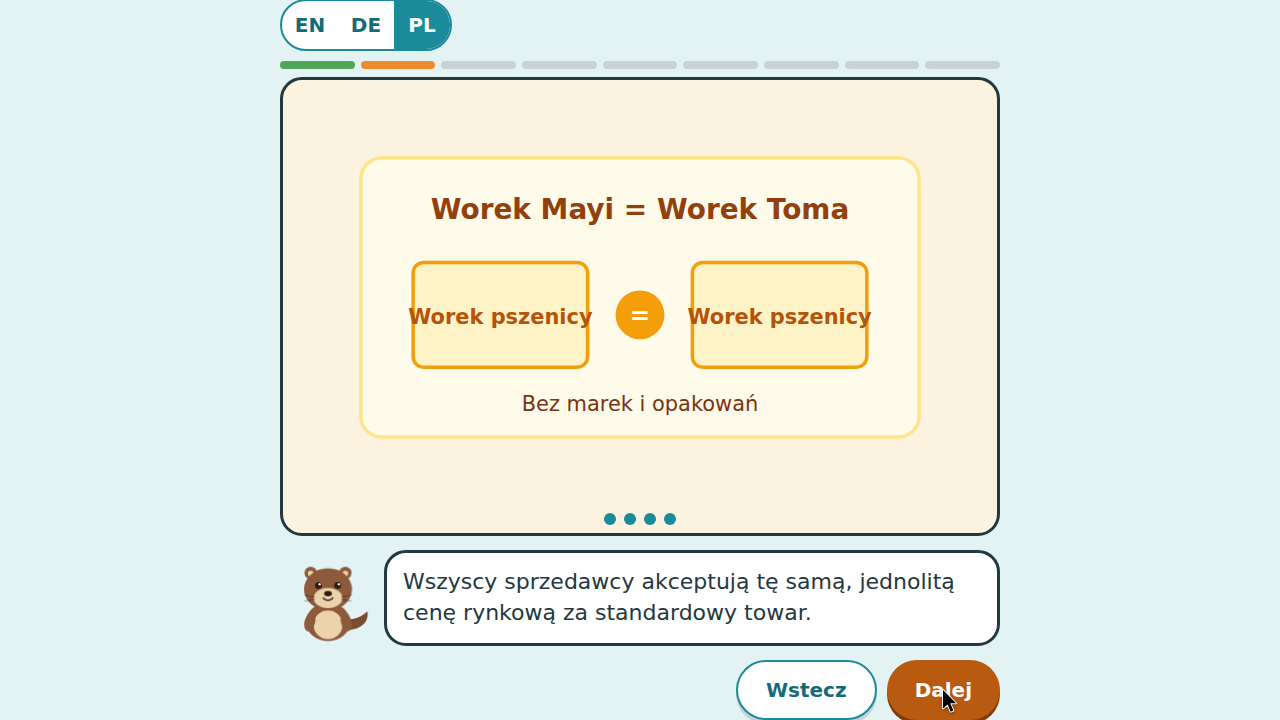 EN DE PL
Worek Mayi = Worek Toma
Worek pszenicy = Worek pszenicy
Bez marek i opakowań
Wszyscy sprzedawcy akceptują tę samą, jednolitą
cenę rynkową za standardowy towar.
Wstecz Dalej